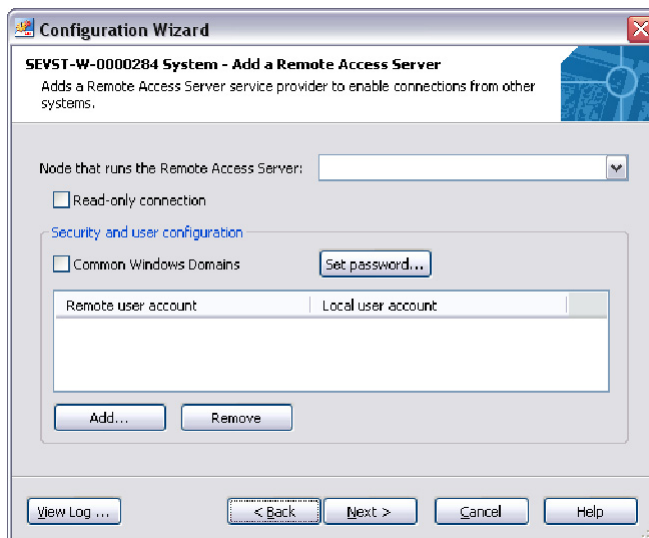 Configuration Wizard
SEVST-W-0000284 System - Add a Remote Access Server
Adds a Remote Access Server service provider to enable connections from other
systems.
Node that runs the Remote Access Server:
Read-only connection
Security and user configuration
Common Windows Domains
Set password...
Remote user account Local user account
Add... Remove
View Log ... < Back Next > Cancel Help